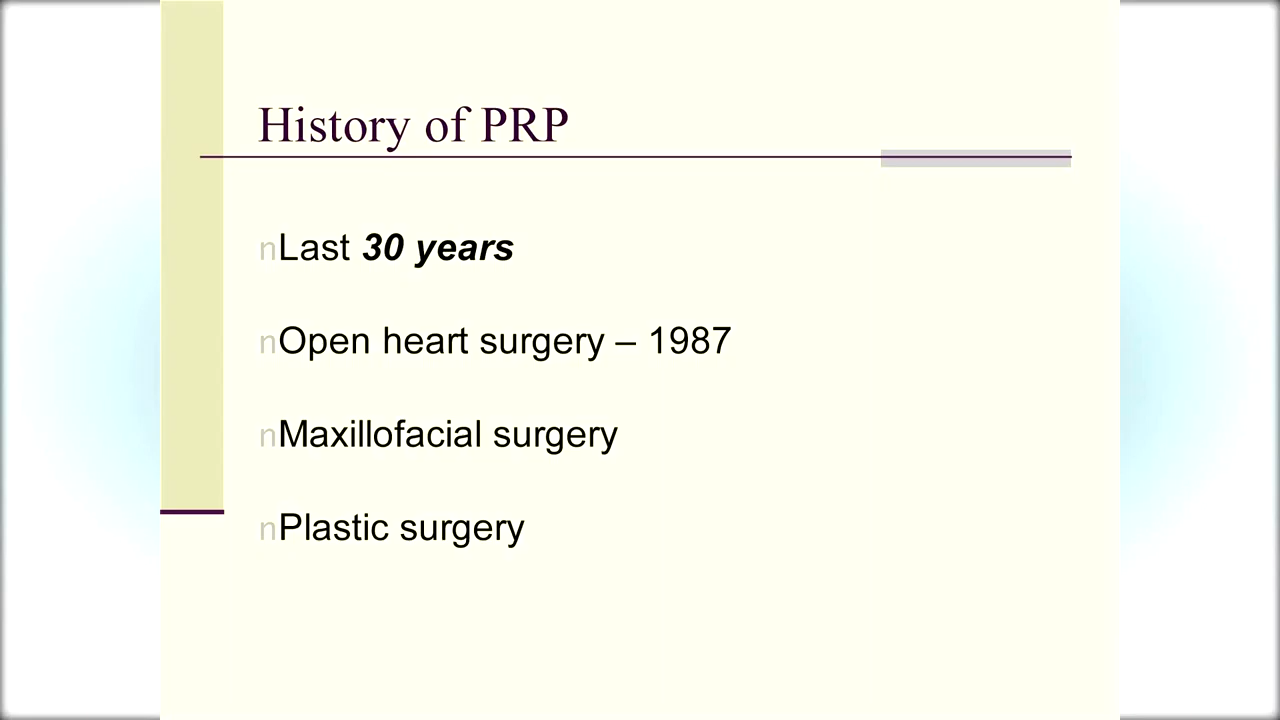 History of PRP
nLast 30 years
nOpen heart surgery – 1987
nMaxillofacial surgery
nPlastic surgery